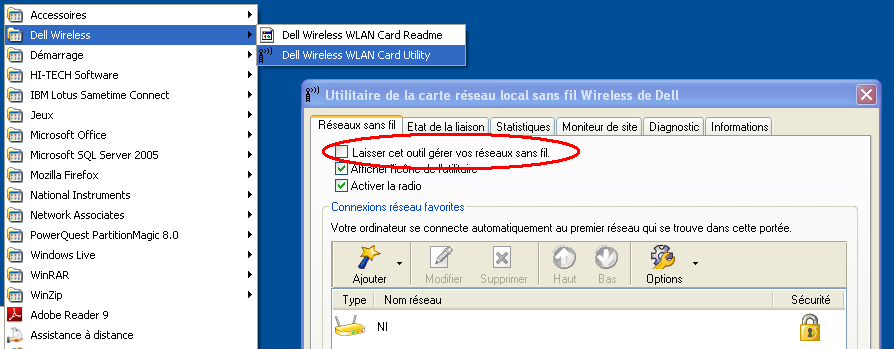 Accessoires
Dell Wireless
Démarrage
HI-TECH Software
IBM Lotus Sametime Connect
Jeux
Microsoft Office
Microsoft SQL Server 2005
Mozilla Firefox
National Instruments
Network Associates
PowerQuest PartitionMagic 8.0
Windows Live
WinRAR
WinZip
Adobe Reader 9
Assistance à distance
Dell Wireless WLAN Card Readme
Dell Wireless WLAN Card Utility
Utilitaire de la carte réseau local sans fil Wireless de Dell
Réseaux sans fil Etat de la liaison Statistiques Moniteur de site Diagnostic Informations
Laisser cet outil gérer vos réseaux sans fil.
Afficher l'icône de l'utilitaire
Activer la radio
Connexions réseau favorites
Votre ordinateur se connecte automatiquement au premier réseau qui se trouve dans cette portée.
Ajouter Modifier Supprimer Haut Bas Options
Type Nom réseau Sécurité
NI